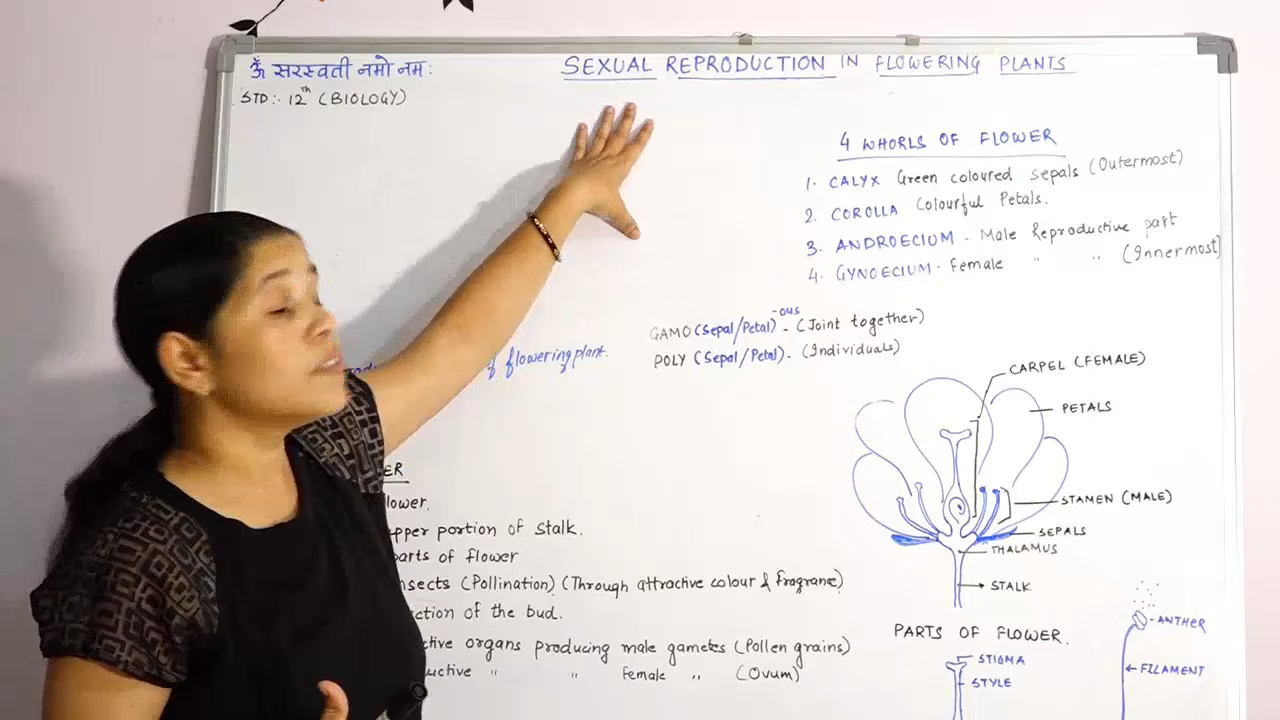 ॐ सरस्वती नमो नमः
STD:- 12th (BIOLOGY)
SEXUAL REPRODUCTION IN FLOWERING PLANTS
4 WHORLS OF FLOWER
1. CALYX Green coloured sepals (Outermost)
2. COROLLA Colourful Petals.
3. ANDROECIUM - Male Reproductive part
4. GYNOECIUM - Female " " (Innermost)
GAMO (Sepal/Petal)-ous - (Joint together)
POLY (Sepal/Petal) - (Individuals)
of flowering plant.
ER
lower.
pper portion of stalk.
parts of flower
nsects (Pollination) (Through attractive colour & fragrance)
ction of the bud.
ctive organs producing male gametes (Pollen grains)
uctive " " female " (Ovum)
CARPEL (FEMALE)
PETALS
STAMEN (MALE)
SEPALS
THALAMUS
STALK
PARTS OF FLOWER.
STIGMA
STYLE
ANTHER
FILAMENT